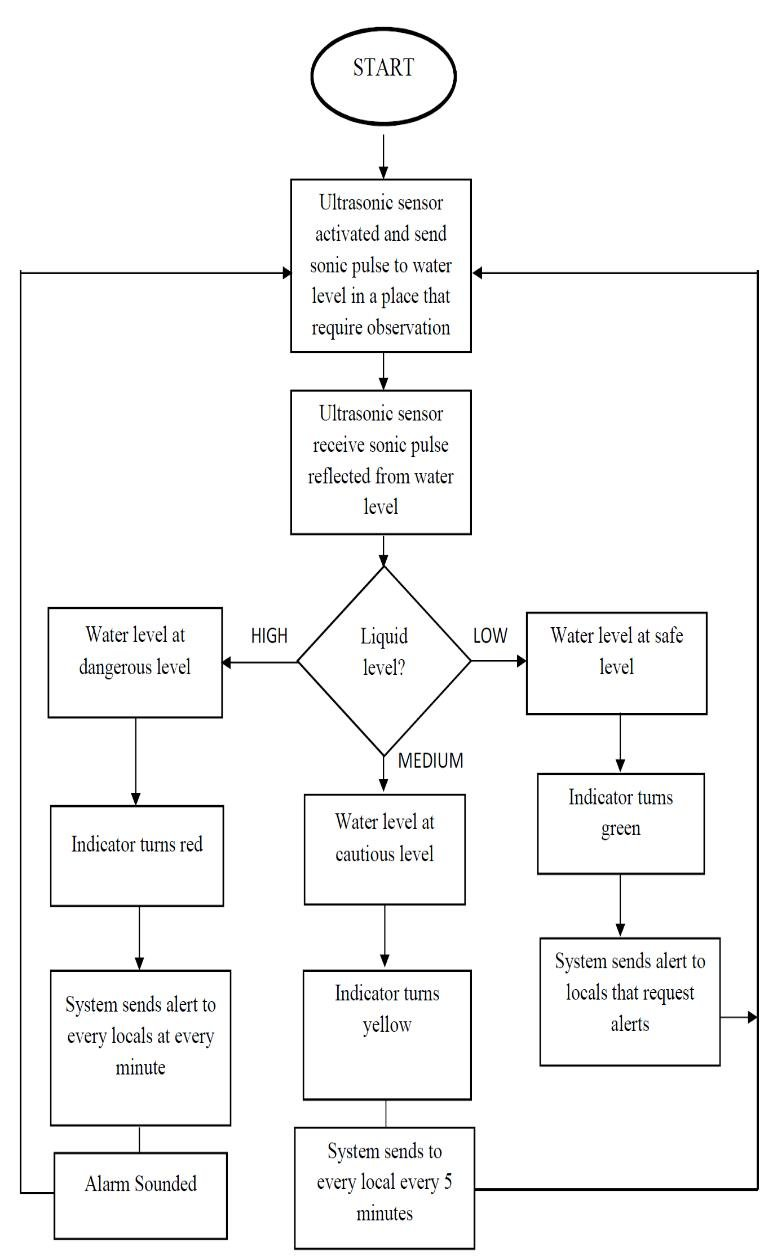 START
Ultrasonic sensor
activated and send
sonic pulse to water
level in a place that
require observation
Ultrasonic sensor
receive sonic pulse
reflected from water
level
Liquid
level?
HIGH
LOW
MEDIUM
Water level at
dangerous level
Indicator turns red
System sends alert to
every locals at every
minute
Alarm Sounded
Water level at
cautious level
Indicator turns
yellow
System sends to
every local every 5
minutes
Water level at safe
level
Indicator turns
green
System sends alert to
locals that request
alerts